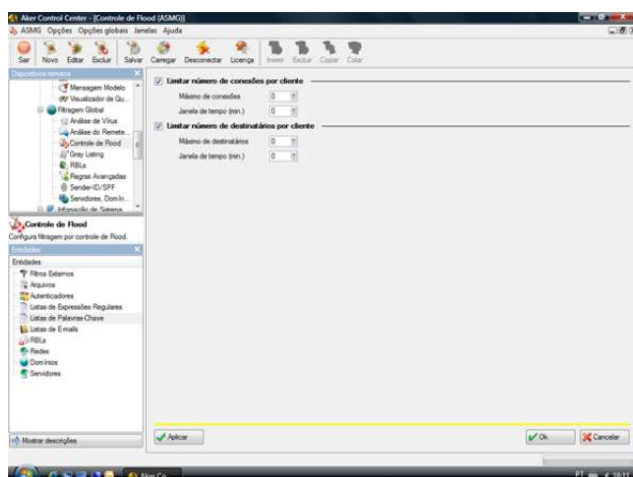 Aker Control Center - [Controle de Flood (ASMG)]
ASMG Opções Opções globais Janelas Ajuda
Sair Novo Editar Excluir Salvar Carregar Desconectar Licença Inserir Excluir Copiar Colar
Dispositivos remotos
Mensagem Modelo
Visualizador de Qu...
Filtragem Global
Análise de Vírus
Análise do Remete...
Controle de Flood
Grey Listing
RBLs
Regras Avançadas
Sender-ID/SPF
Servidores, Domín...
Informação de Sistema
Controle de Flood
Configura filtragem por controle de Flood.
Entidades
Entidades
Filtros Externos
Arquivos
Autenticadores
Listas de Expressões Regulares
Listas de Palavras-Chave
Listas de E-mails
RBLs
Redes
Domínios
Servidores
Mostrar descrições
Limitar número de conexões por cliente
Máximo de conexões 0
Janela de tempo (min.) 0
Limitar número de destinatários por cliente
Máximo de destinatários 0
Janela de tempo (min.) 0
Aplicar
Ok
Cancelar
Aker Co...
PT
16:11